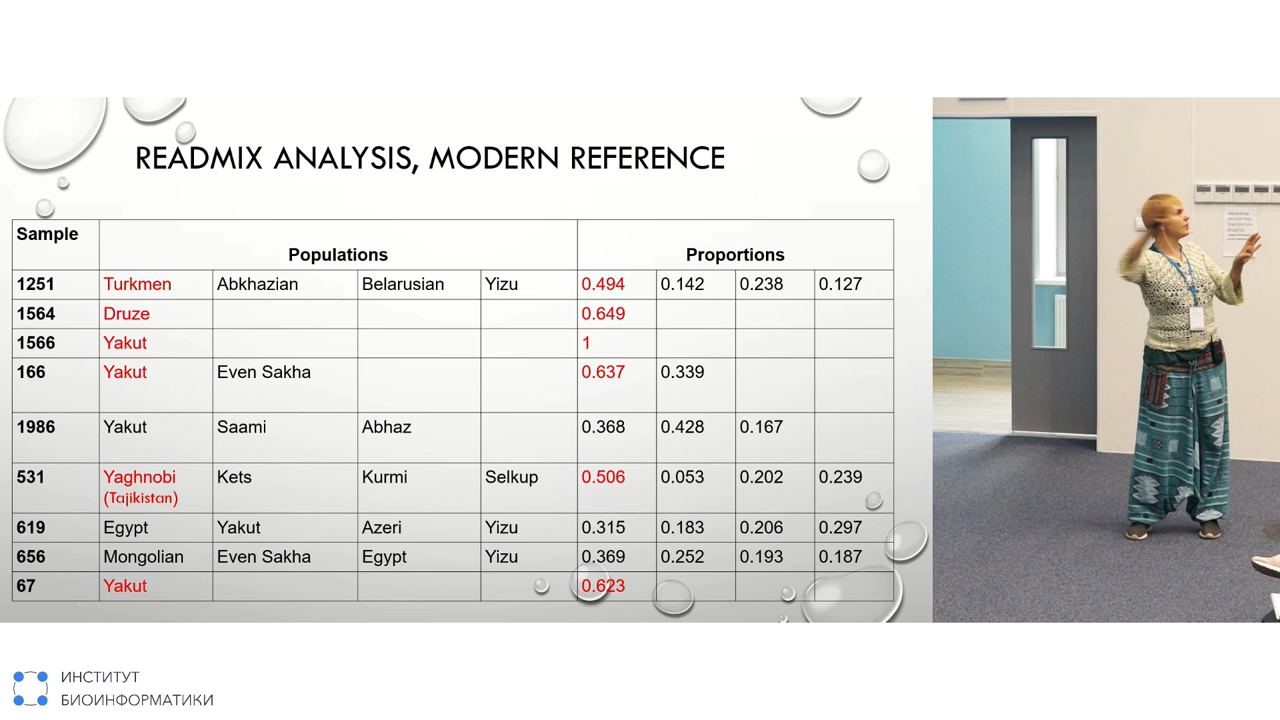 READMIX ANALYSIS, MODERN REFERENCE
Sample Populations Proportions
1251 Turkmen Abkhazian Belarusian Yizu 0.494 0.142 0.238 0.127
1564 Druze 0.649
1566 Yakut 1
166 Yakut Even Sakha 0.637 0.339
1986 Yakut Saami Abhaz 0.368 0.428 0.167
531 Yaghnobi Kets Kurmi Selkup 0.506 0.053 0.202 0.239
(Tajikistan)
619 Egypt Yakut Azeri Yizu 0.315 0.183 0.206 0.297
656 Mongolian Even Sakha Egypt Yizu 0.369 0.252 0.193 0.187
67 Yakut 0.623
ИНСТИТУТ
БИОИНФОРМАТИКИ